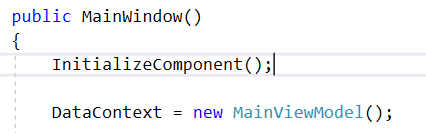 public MainWindow()
{
InitializeComponent();
DataContext = new MainViewModel();